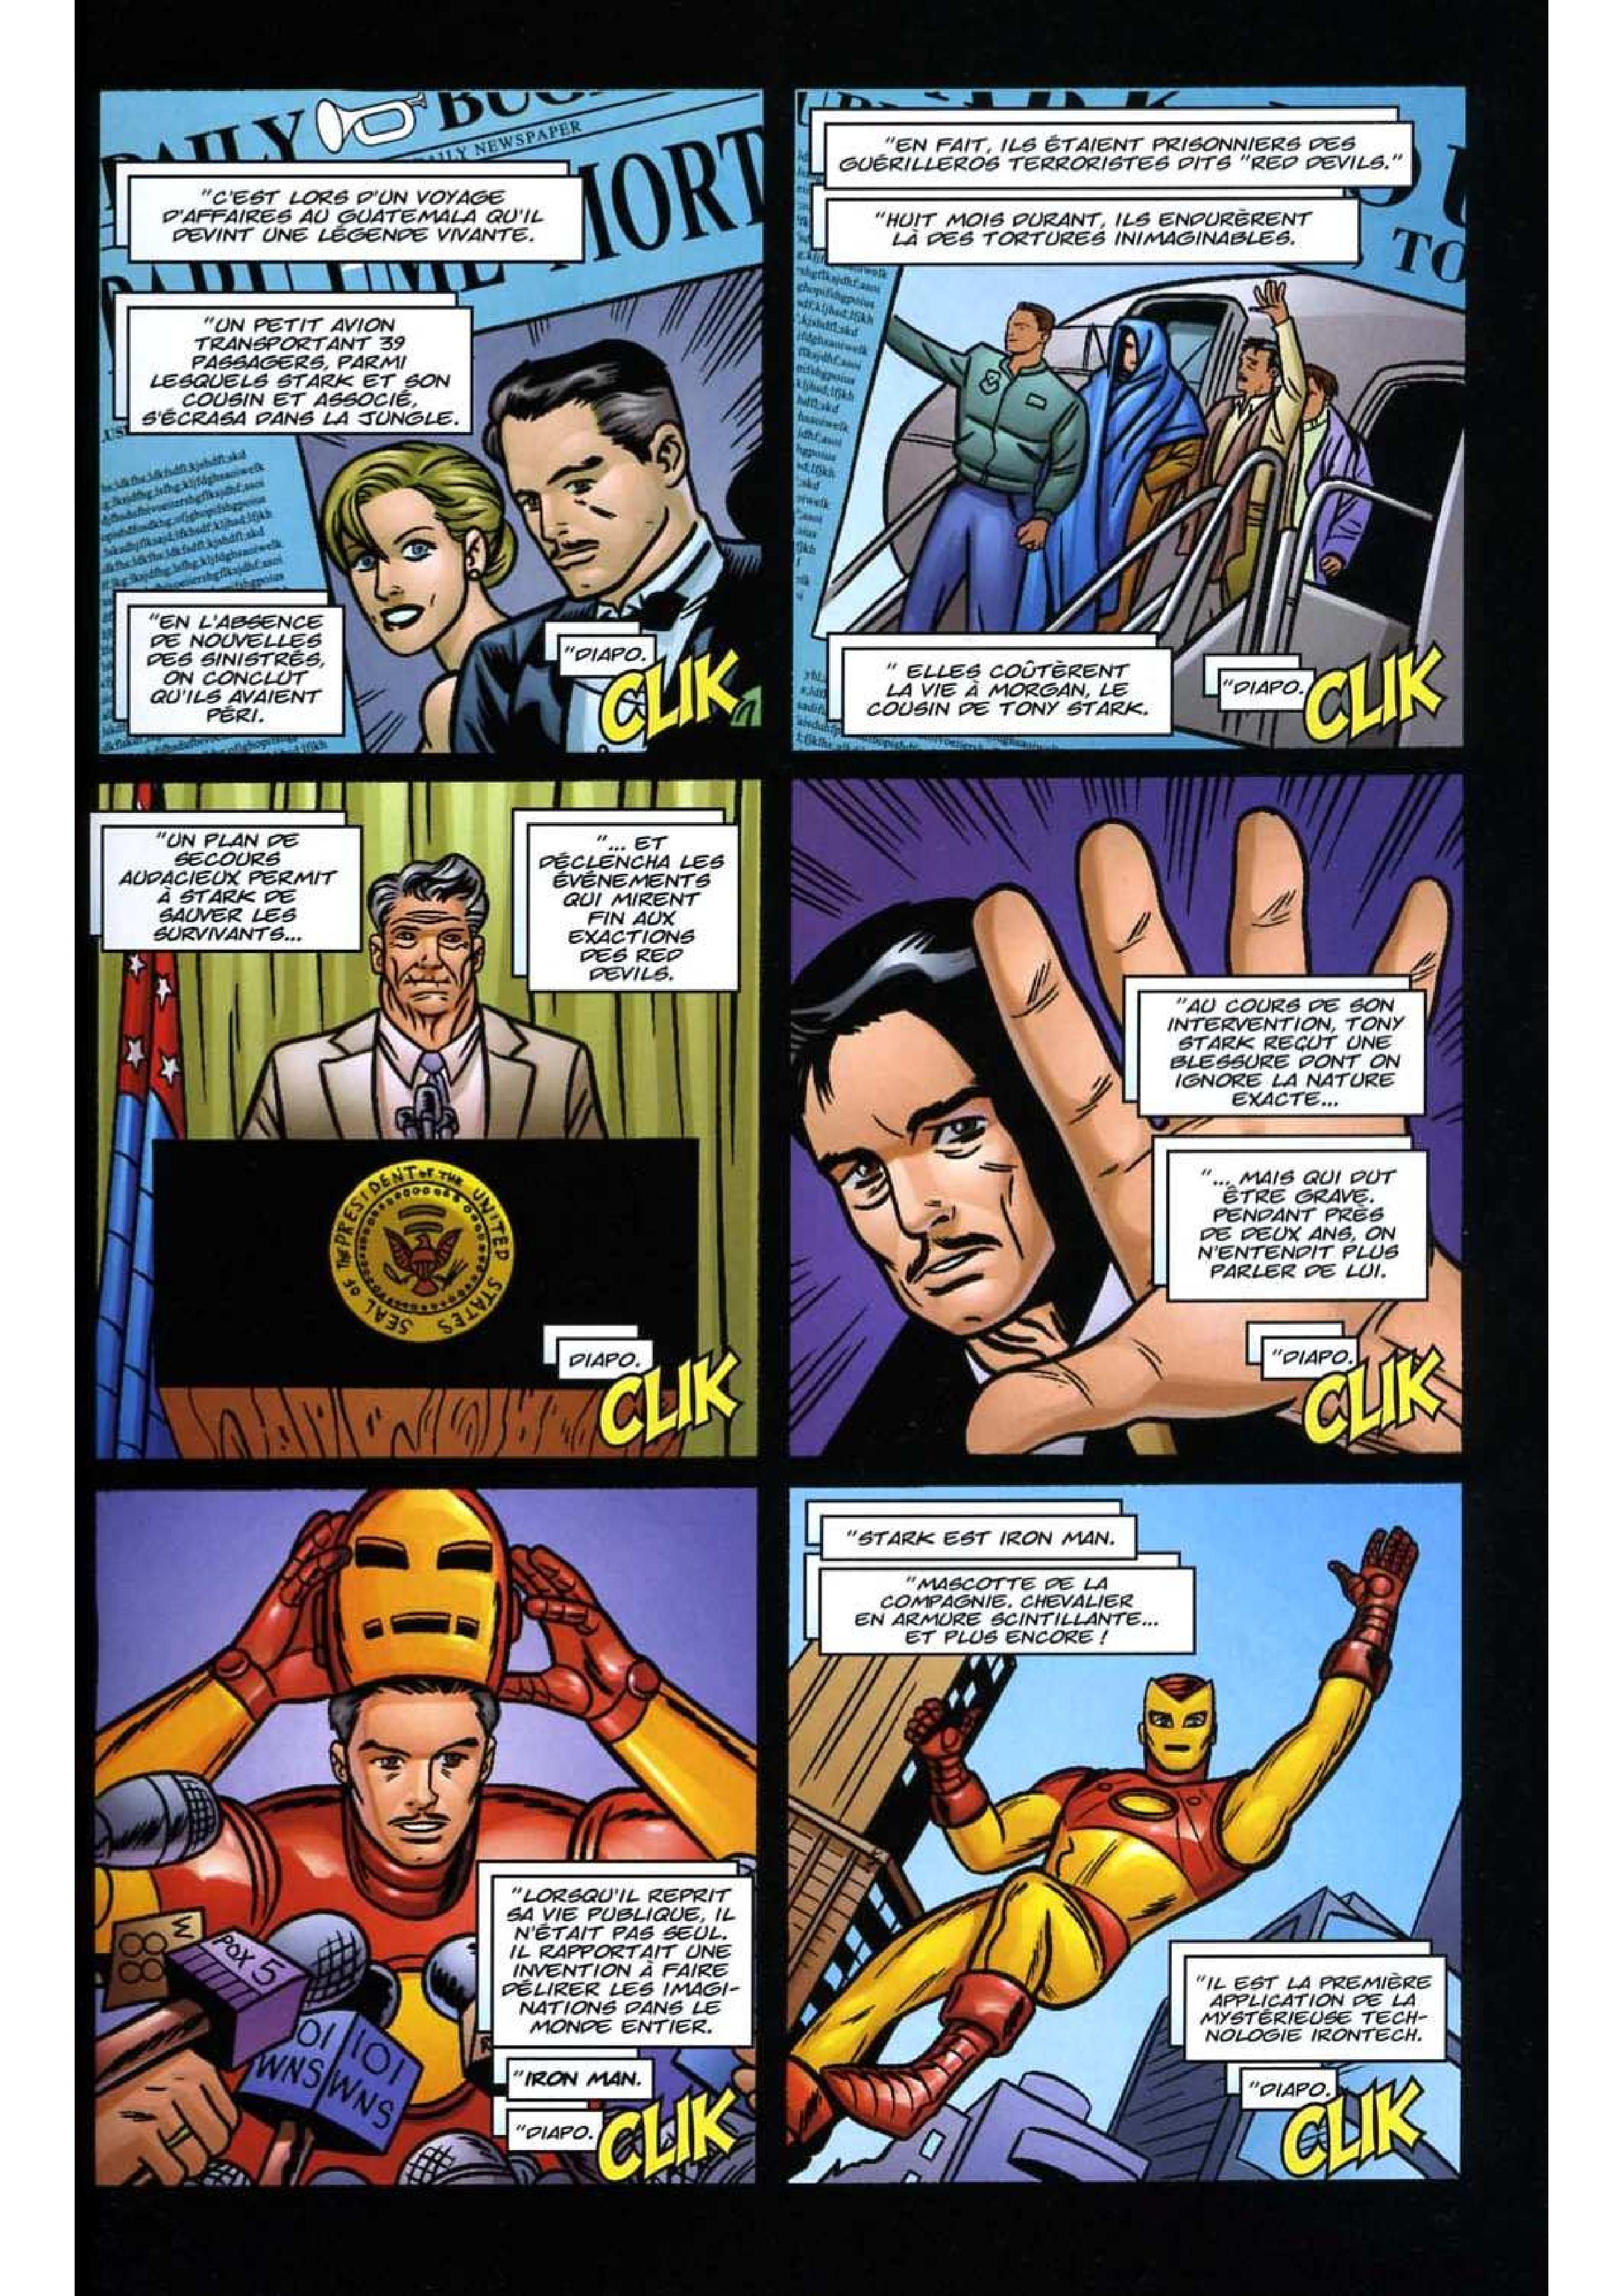 DAILY
DAILY NEWSPAPER
MORT
"C'EST LORS D'UN VOYAGE
D'AFFAIRES AU GUATEMALA QU'IL
DEVINT UNE LÉGENDE VIVANTE.
"UN PETIT AVION
TRANSPORTANT 39
PASSAGERS, PARMI
LESQUELS STARK ET SON
COUSIN ET ASSOCIÉ,
S'ÉCRASA DANS LA JUNGLE.
"EN L'ABSENCE
DE NOUVELLES
DES SINISTRÉS,
ON CONCLUT
QU'ILS AVAIENT
PÉRI.
"DIAPO.
CLIK
"EN FAIT, ILS ÉTAIENT PRISONNIERS DES
GUÉRILLEROS TERRORISTES DITS "RED DEVILS."
"HUIT MOIS DURANT, ILS ENDURÈRENT
LÀ DES TORTURES INIMAGINABLES.
TO
" ELLES COÛTÈRENT
LA VIE À MORGAN, LE
COUSIN DE TONY STARK.
"DIAPO.
CLIK
"UN PLAN DE
SECOURS
AUDACIEUX PERMIT
À STARK DE
SAUVER LES
SURVIVANTS...
"... ET
DÉCLENCHA LES
ÉVÉNEMENTS
QUI MIRENT
FIN AUX
EXACTIONS
DES RED
DEVILS.
SEAL OF THE PRESIDENT OF THE UNITED STATES
DIAPO.
CLIK
"AU COURS DE SON
INTERVENTION, TONY
STARK REÇUT UNE
BLESSURE DONT ON
IGNORE LA NATURE
EXACTE...
"... MAIS QUI DUT
ÊTRE GRAVE.
PENDANT PRÈS
DE DEUX ANS, ON
N'ENTENDIT PLUS
PARLER DE LUI.
"DIAPO.
CLIK
POX 5
101
WNS
101
WNS
"LORSQU'IL REPRIT
SA VIE PUBLIQUE, IL
N'ÉTAIT PAS SEUL.
IL RAPPORTAIT UNE
INVENTION À FAIRE
DÉLIRER LES IMAGI-
NATIONS DANS LE
MONDE ENTIER.
"IRON MAN.
"DIAPO.
CLIK
"STARK EST IRON MAN.
"MASCOTTE DE LA
COMPAGNIE. CHEVALIER
EN ARMURE SCINTILLANTE...
ET PLUS ENCORE !
"IL EST LA PREMIÈRE
APPLICATION DE LA
MYSTÉRIEUSE TECH-
NOLOGIE IRONTECH.
"DIAPO.
CLIK